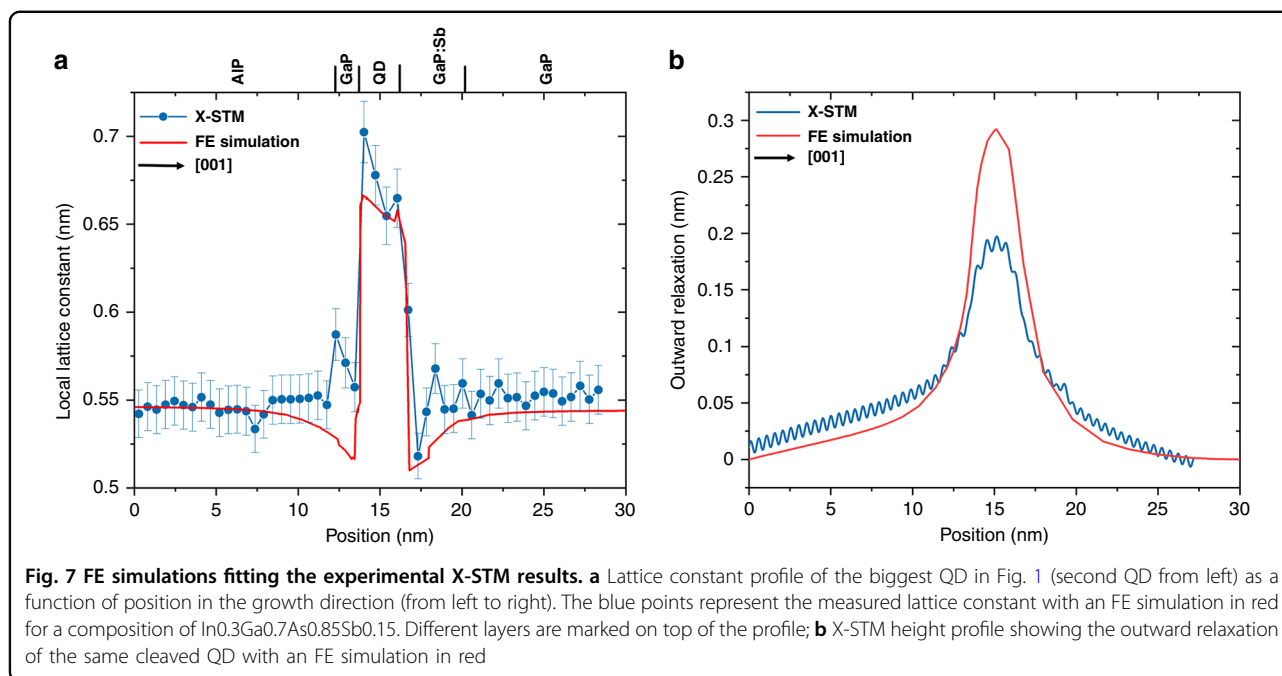 a
AlP
GaP
QD
GaP:Sb
GaP
X-STM
FE simulation
[001]
Local lattice constant (nm)
0.7
0.65
0.6
0.55
0.5
0 5 10 15 20 25 30
Position (nm)
b
X-STM
FE simulation
[001]
Outward relaxation (nm)
0.3
0.25
0.2
0.15
0.1
0.05
0
0 5 10 15 20 25 30
Position (nm)
Fig. 7 FE simulations fitting the experimental X-STM results. a Lattice constant profile of the biggest QD in Fig. 1 (second QD from left) as a
function of position in the growth direction (from left to right). The blue points represent the measured lattice constant with an FE simulation in red
for a composition of In0.3Ga0.7As0.85Sb0.15. Different layers are marked on top of the profile; b X-STM height profile showing the outward relaxation
of the same cleaved QD with an FE simulation in red